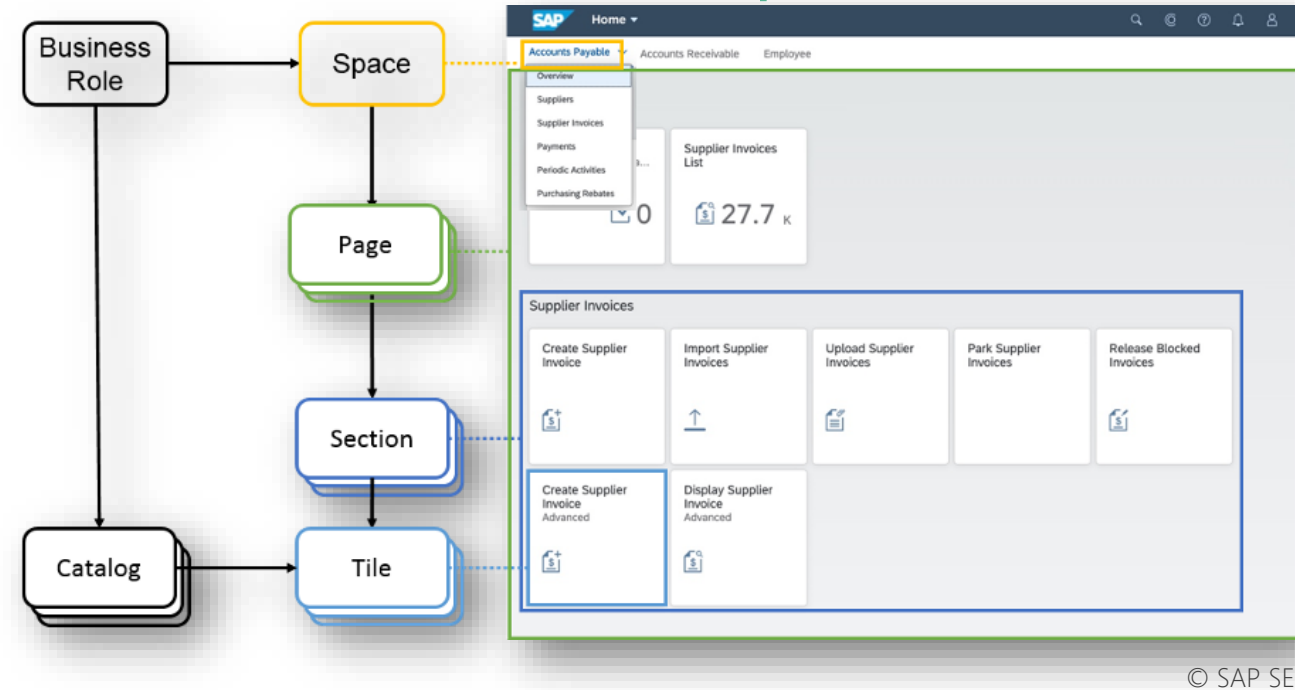 Business
Role
Space
Page
Section
Catalog
Tile
SAP
Home
Accounts Payable
Accounts Receivable
Employee
Overview
Suppliers
Supplier Invoices
Payments
Periodic Activities
Purchasing Rebates
0
Supplier Invoices
List
27.7 K
Supplier Invoices
Create Supplier
Invoice
Import Supplier
Invoices
Upload Supplier
Invoices
Park Supplier
Invoices
Release Blocked
Invoices
Create Supplier
Invoice
Advanced
Display Supplier
Invoice
Advanced
© SAP SE